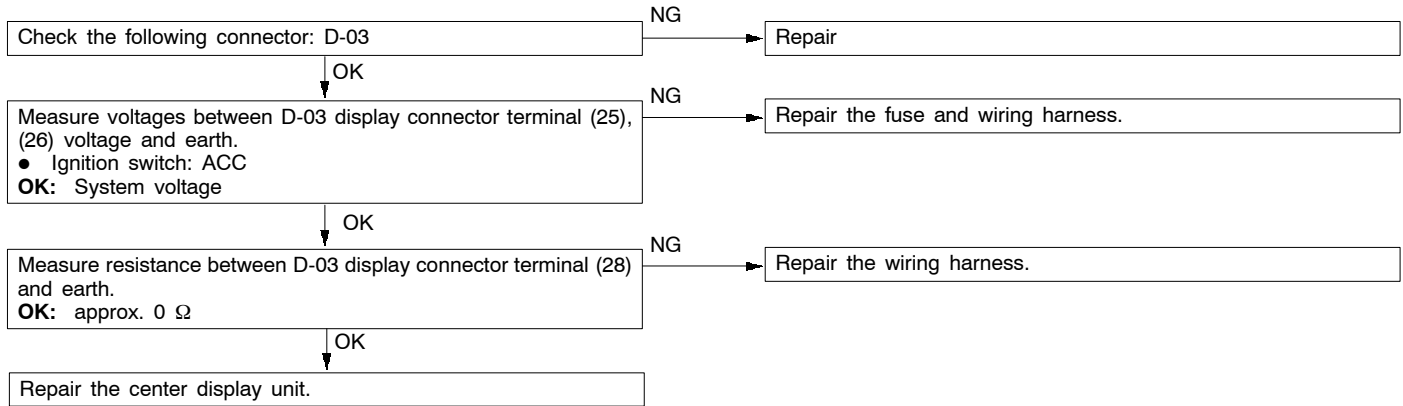 NG
Check the following connector: D-03
Repair
OK
NG
Measure voltages between D-03 display connector terminal (25),
(26) voltage and earth.
● Ignition switch: ACC
OK: System voltage
Repair the fuse and wiring harness.
OK
NG
Measure resistance between D-03 display connector terminal (28)
and earth.
OK: approx. 0 Ω
Repair the wiring harness.
OK
Repair the center display unit.